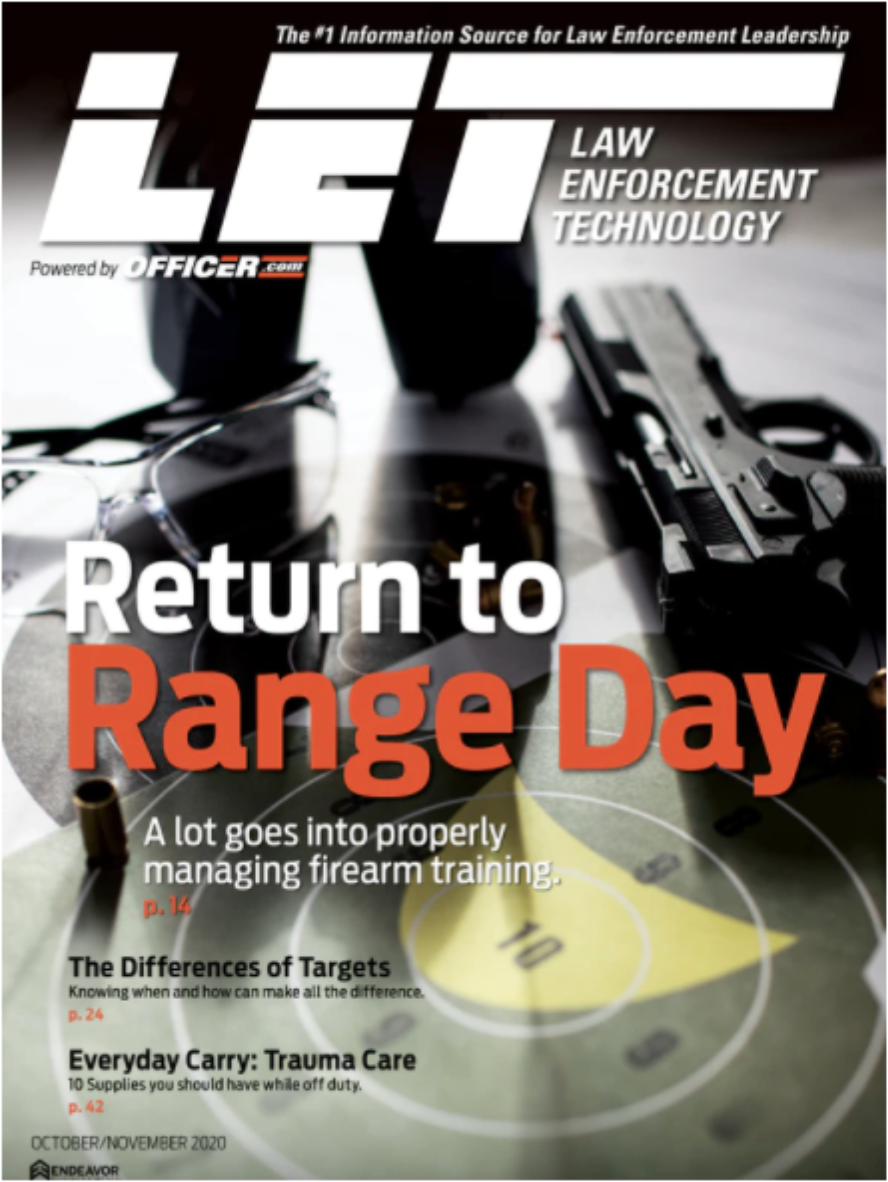 The #1 Information Source for Law Enforcement Leadership
LET
LAW
ENFORCEMENT
TECHNOLOGY
Powered by OFFICER.com
Return to
Range Day
A lot goes into properly
managing firearm training.
p. 14
10
The Differences of Targets
Knowing when and how can make all the difference.
p. 24
Everyday Carry: Trauma Care
10 Supplies you should have while off duty.
p. 42
OCTOBER/NOVEMBER 2020
ENDEAVOR